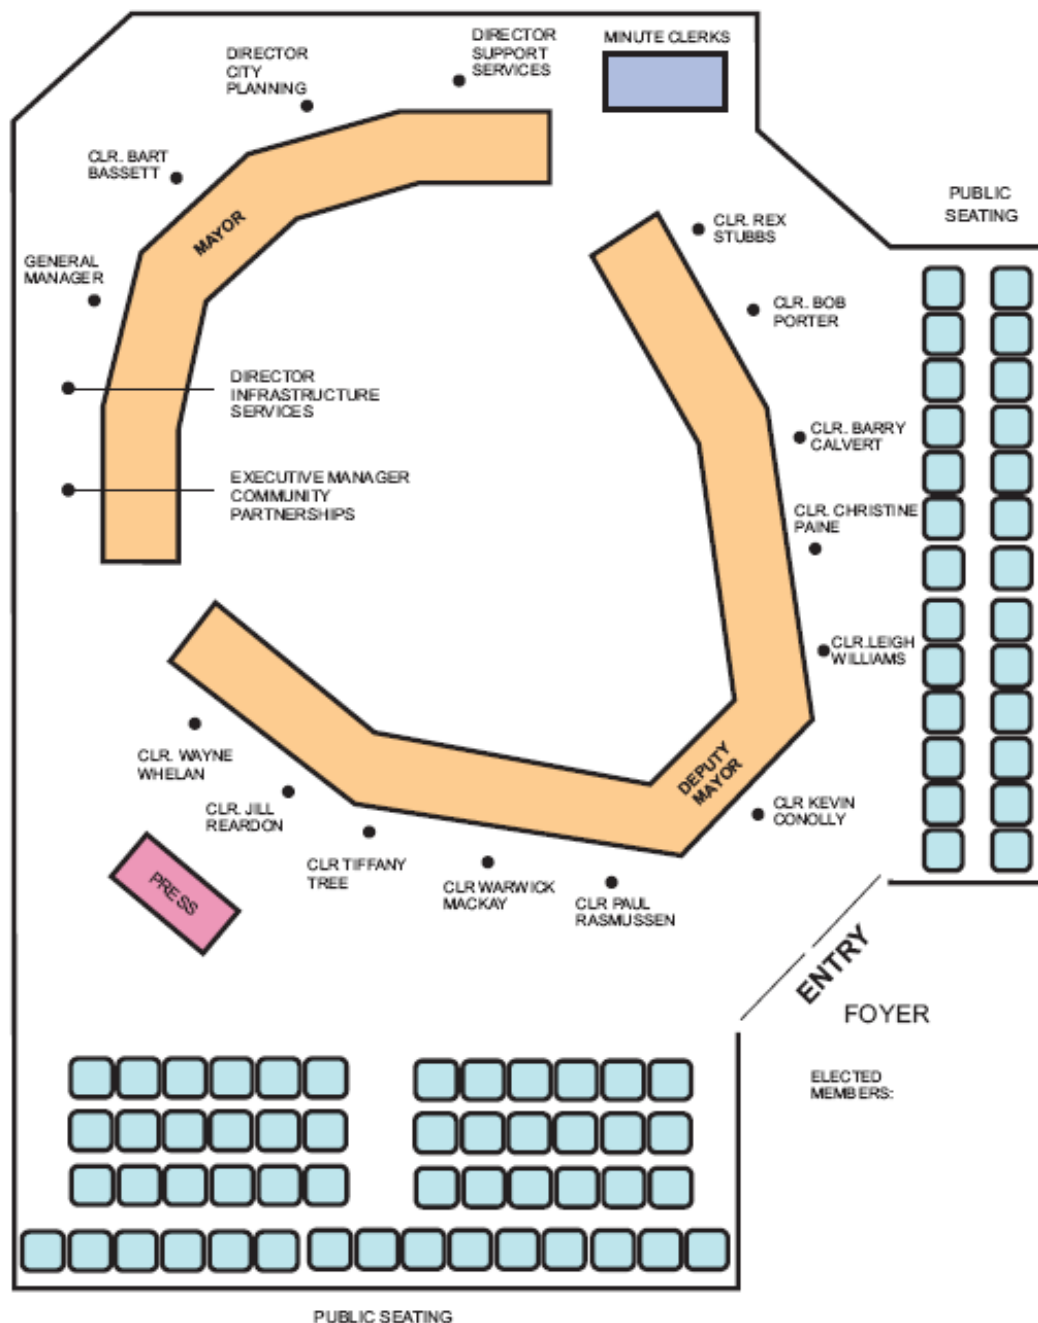 DIRECTOR
SUPPORT
SERVICES
MINUTE CLERKS
DIRECTOR
CITY
PLANNING
CLR. BART
BASSETT
MAYOR
GENERAL
MANAGER
DIRECTOR
INFRASTRUCTURE
SERVICES
EXECUTIVE MANAGER
COMMUNITY
PARTNERSHIPS
PUBLIC
SEATING
CLR. REX
STUBBS
CLR. BOB
PORTER
CLR. BARRY
CALVERT
CLR. CHRISTINE
PAINE
CLR.LEIGH
WILLIAMS
DEPUTY
MAYOR
CLR KEVIN
CONOLLY
CLR. WAYNE
WHELAN
CLR. JILL
REARDON
CLR TIFFANY
TREE
CLR WARWICK
MACKAY
CLR PAUL
RASMUSSEN
PRESS
ENTRY
FOYER
ELECTED
MEMBERS:
PUBLIC SEATING